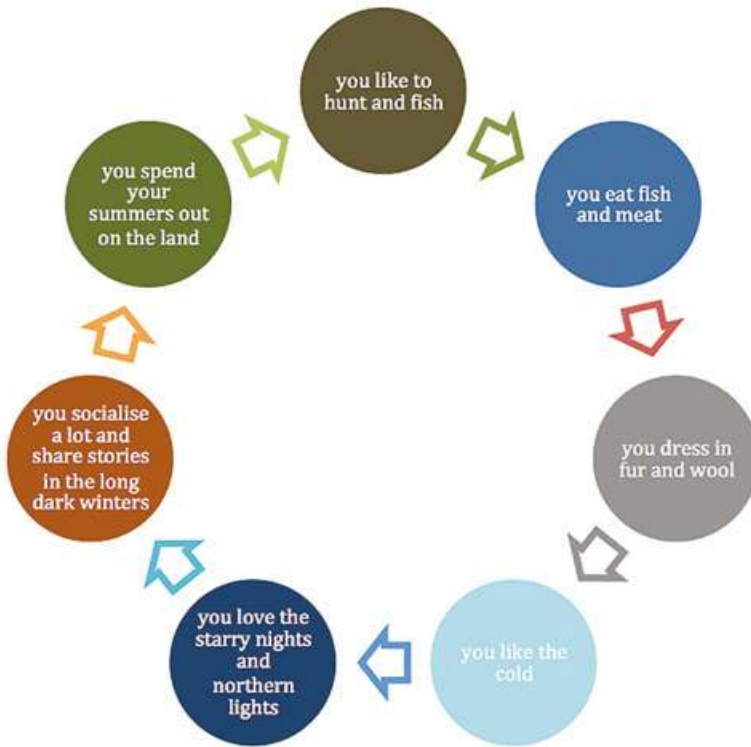 you like to
hunt and fish
you eat fish
and meat
you dress in
fur and wool
you like the
cold
you love the
starry nights
and
northern
lights
you socialise
a lot and
share stories
in the long
dark winters
you spend
your
summers out
on the land